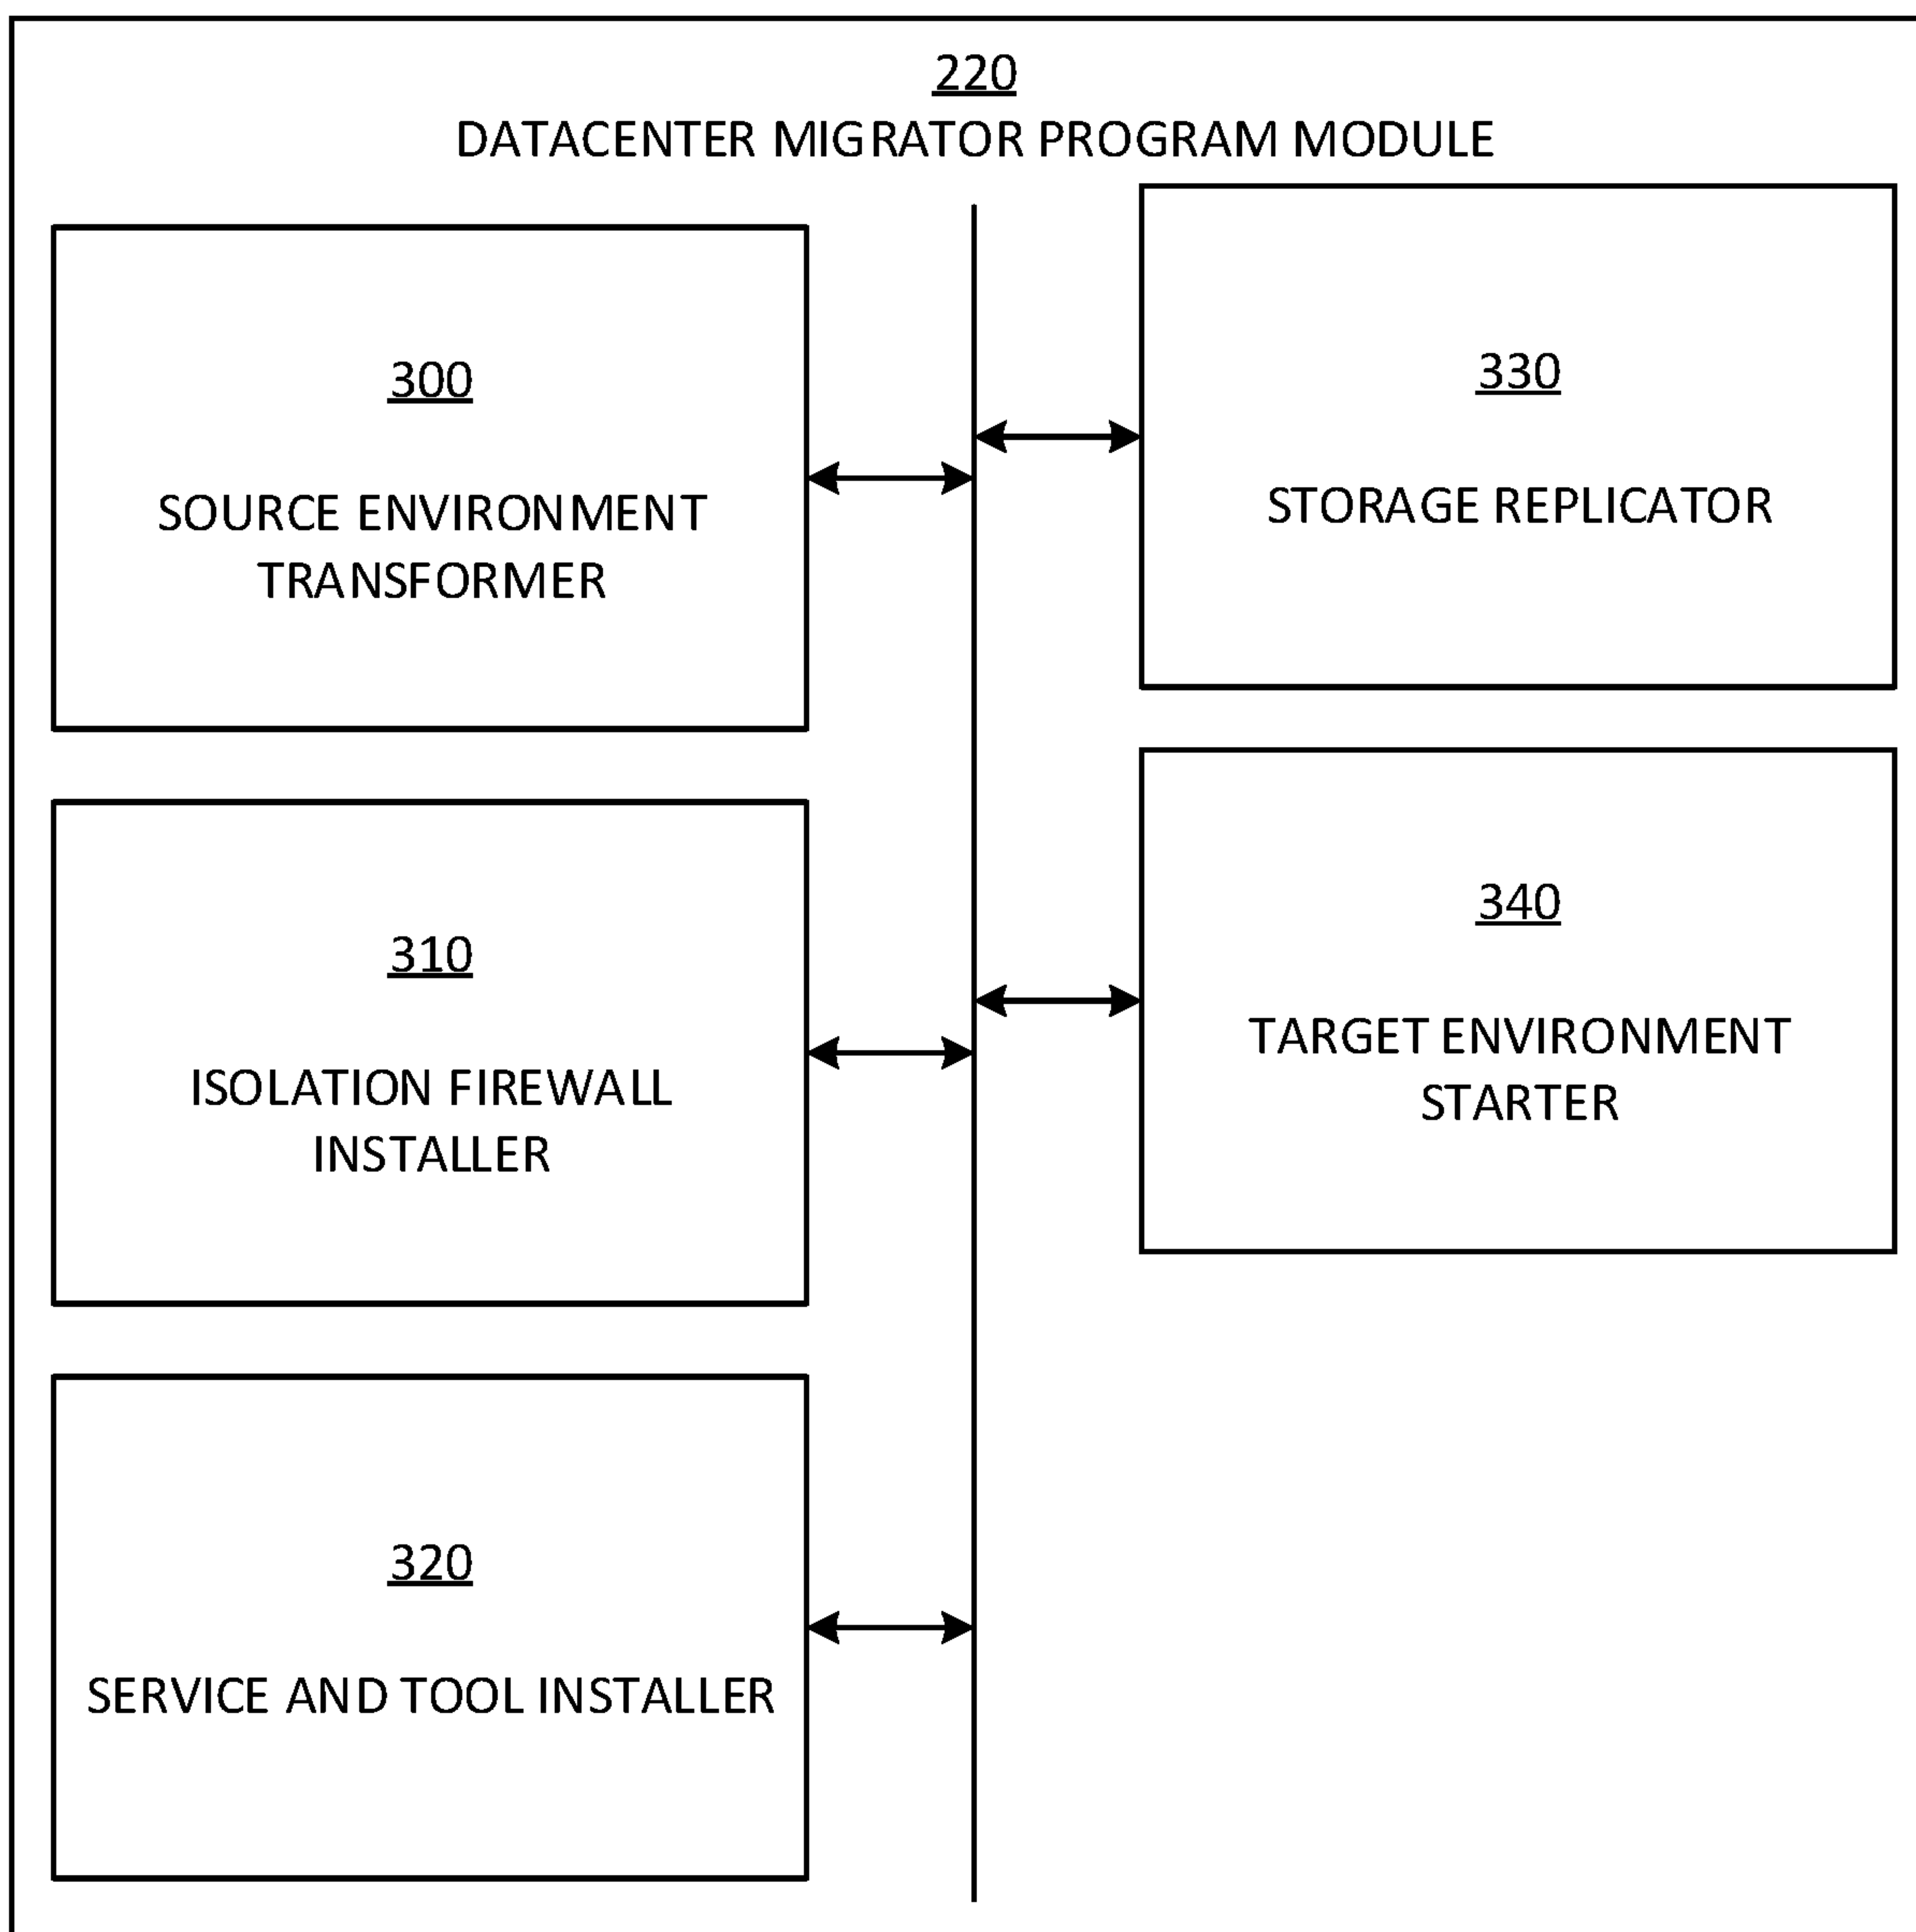 220
DATACENTER MIGRATOR PROGRAM MODULE
300
SOURCE ENVIRONMENT
TRANSFORMER
310
ISOLATION FIREWALL
INSTALLER
320
SERVICE AND TOOL INSTALLER
330
STORAGE REPLICATOR
340
TARGET ENVIRONMENT
STARTER